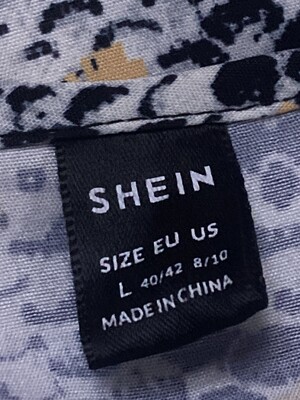 SHEIN
SIZE EU US
L 40/42 8/10
MADE IN CHINA